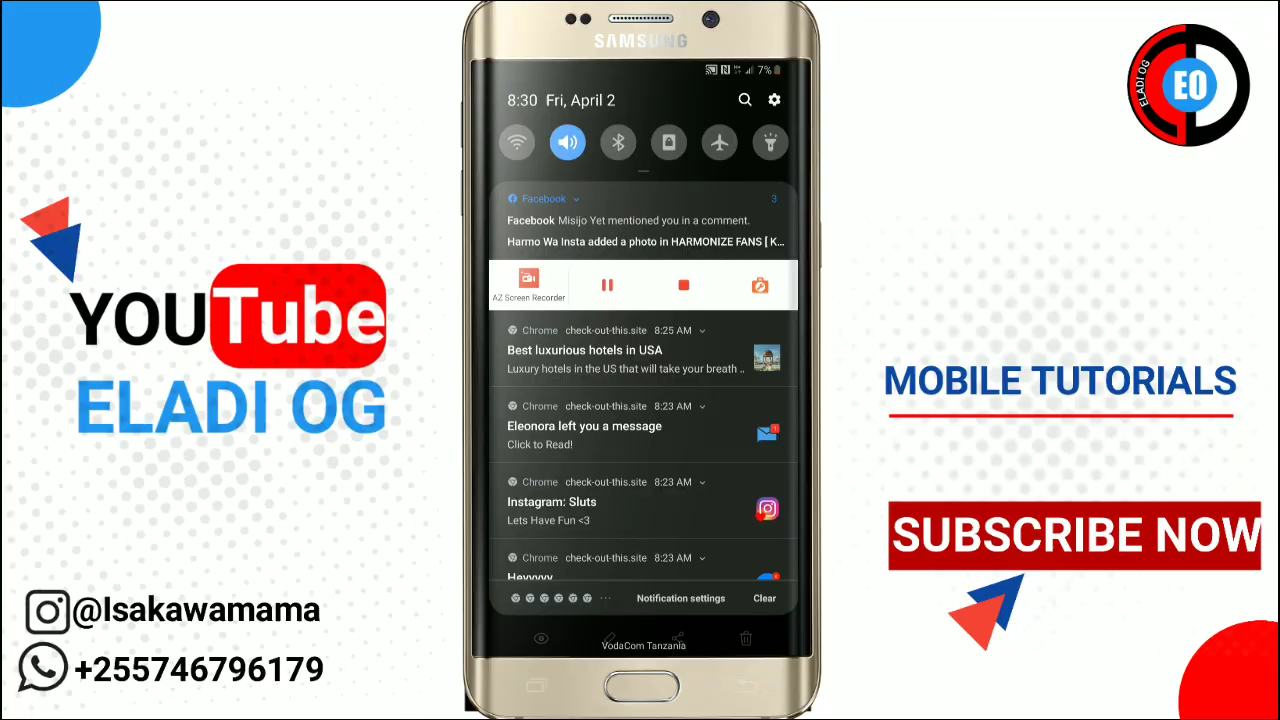 SAMSUNG
7%
8:30 Fri, April 2
Facebook 3
Facebook Misijo Yet mentioned you in a comment.
Harmo Wa Insta added a photo in HARMONIZE FANS [ K...
AZ Screen Recorder
Chrome check-out-this.site 8:25 AM
Best luxurious hotels in USA
Luxury hotels in the US that will take your breath ..
Chrome check-out-this.site 8:23 AM
Eleonora left you a message
Click to Read!
Chrome check-out-this.site 8:23 AM
Instagram: Sluts
Lets Have Fun <3
Chrome check-out-this.site 8:23 AM
Heyyyyy
... Notification settings Clear
VodaCom Tanzania
YOUTube
ELADI OG
@Isakawamama
+255746796179
ELADI OG
EO
MOBILE TUTORIALS
SUBSCRIBE NOW